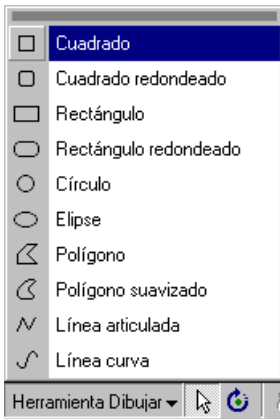 Cuadrado
Cuadrado redondeado
Rectángulo
Rectángulo redondeado
Círculo
Elipse
Polígono
Polígono suavizado
Línea articulada
Línea curva
Herramienta Dibujar